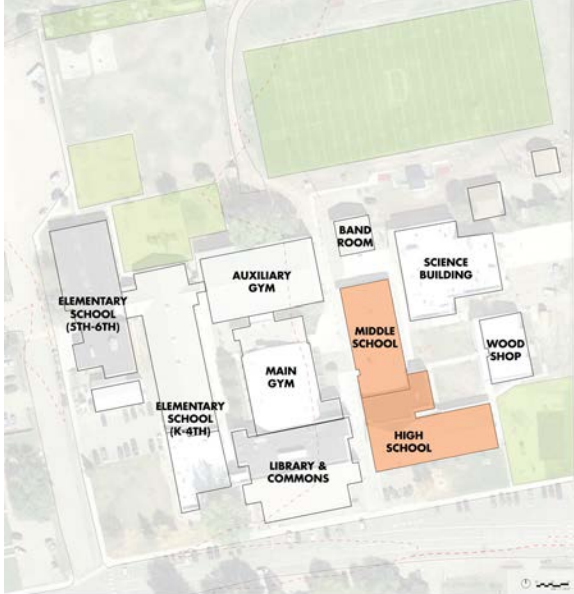 D
BAND
ROOM
SCIENCE
BUILDING
AUXILIARY
GYM
ELEMENTARY
SCHOOL
(5TH-6TH)
MIDDLE
SCHOOL
WOOD
SHOP
MAIN
GYM
ELEMENTARY
SCHOOL
(K-4TH)
HIGH
SCHOOL
LIBRARY &
COMMONS